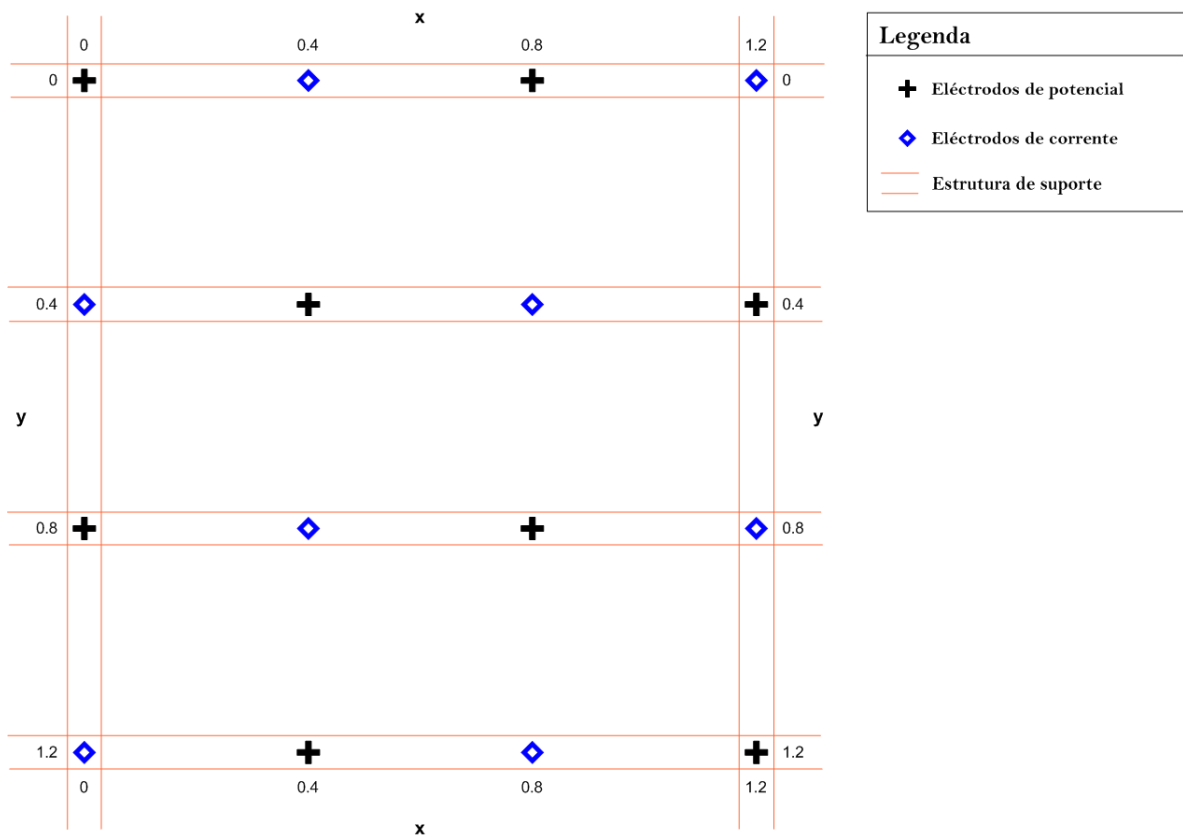 x
0 0.4 0.8 1.2
0 0
0.4 0.4
y y
0.8 0.8
1.2 1.2
0 0.4 0.8 1.2
x
Legenda
Eléctrodos de potencial
Eléctrodos de corrente
Estrutura de suporte